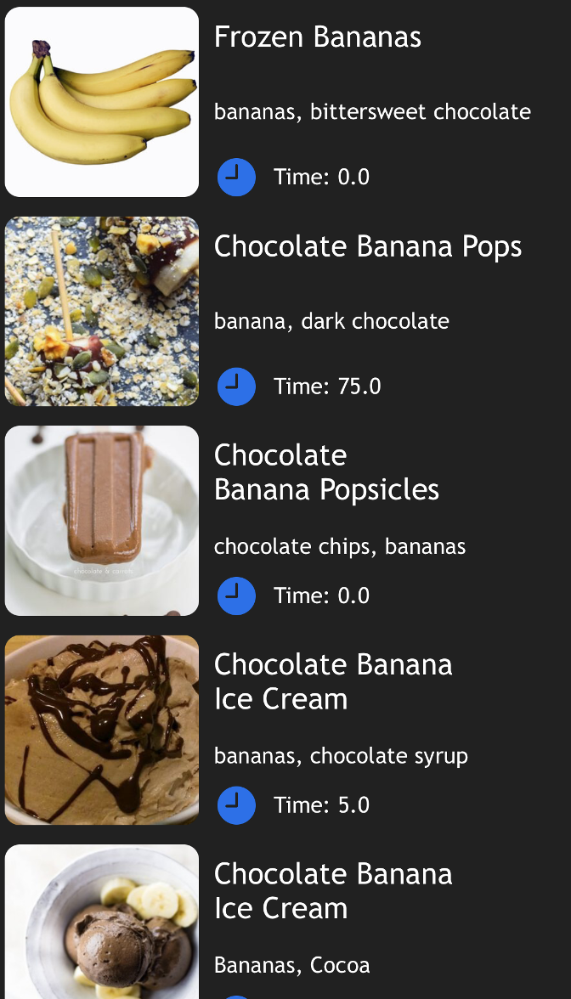 Frozen Bananas
bananas, bittersweet chocolate
Time: 0.0
Chocolate Banana Pops
banana, dark chocolate
Time: 75.0
Chocolate
Banana Popsicles
chocolate chips, bananas
chocolate & carrots
Time: 0.0
Chocolate Banana
Ice Cream
bananas, chocolate syrup
Time: 5.0
Chocolate Banana
Ice Cream
Bananas, Cocoa